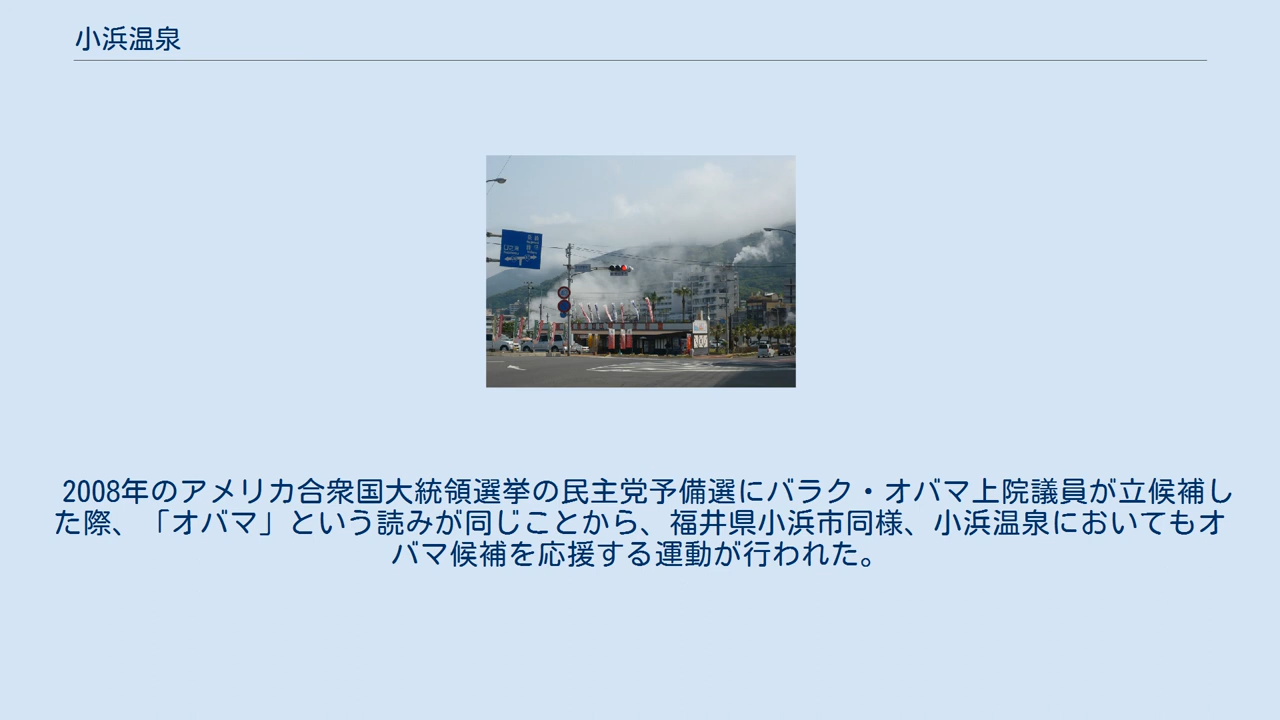 小浜温泉
2008年のアメリカ合衆国大統領選挙の民主党予備選にバラク・オバマ上院議員が立候補し
た際、「オバマ」という読みが同じことから、福井県小浜市同様、小浜温泉においてもオ
バマ候補を応援する運動が行われた。